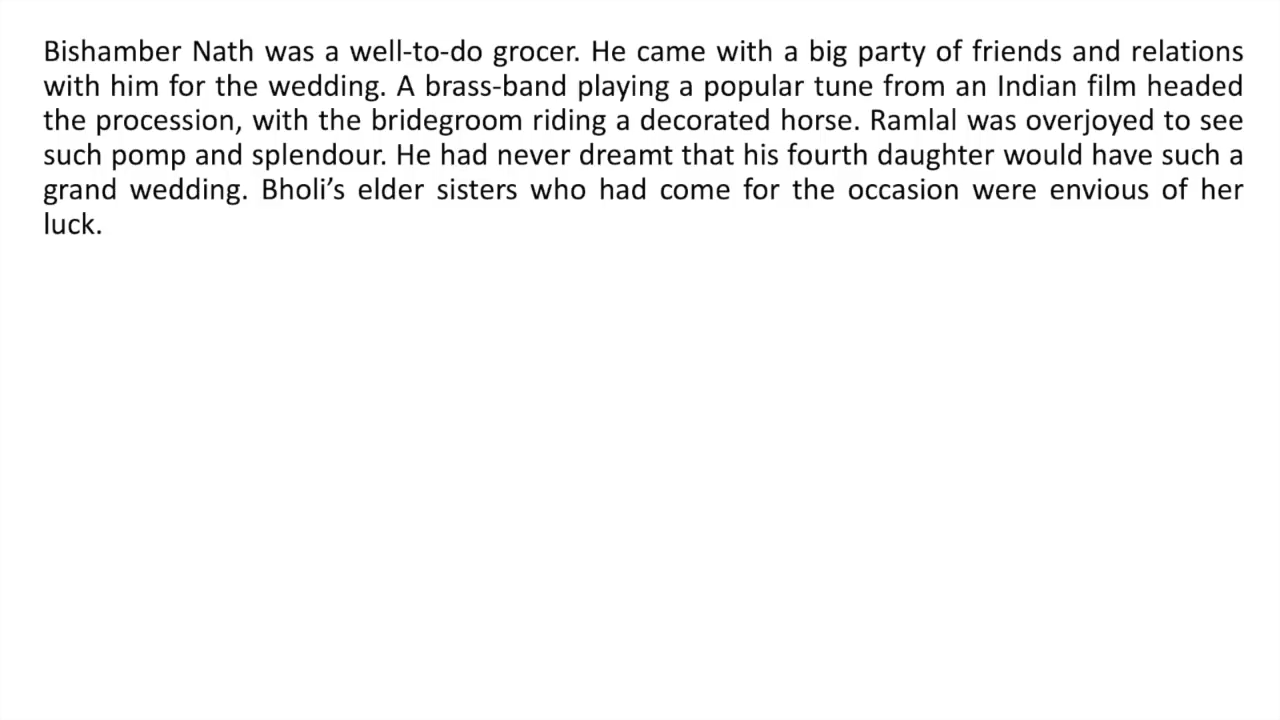 Bishamber Nath was a well-to-do grocer. He came with a big party of friends and relations
with him for the wedding. A brass-band playing a popular tune from an Indian film headed
the procession, with the bridegroom riding a decorated horse. Ramlal was overjoyed to see
such pomp and splendour. He had never dreamt that his fourth daughter would have such a
grand wedding. Bholi’s elder sisters who had come for the occasion were envious of her
luck.